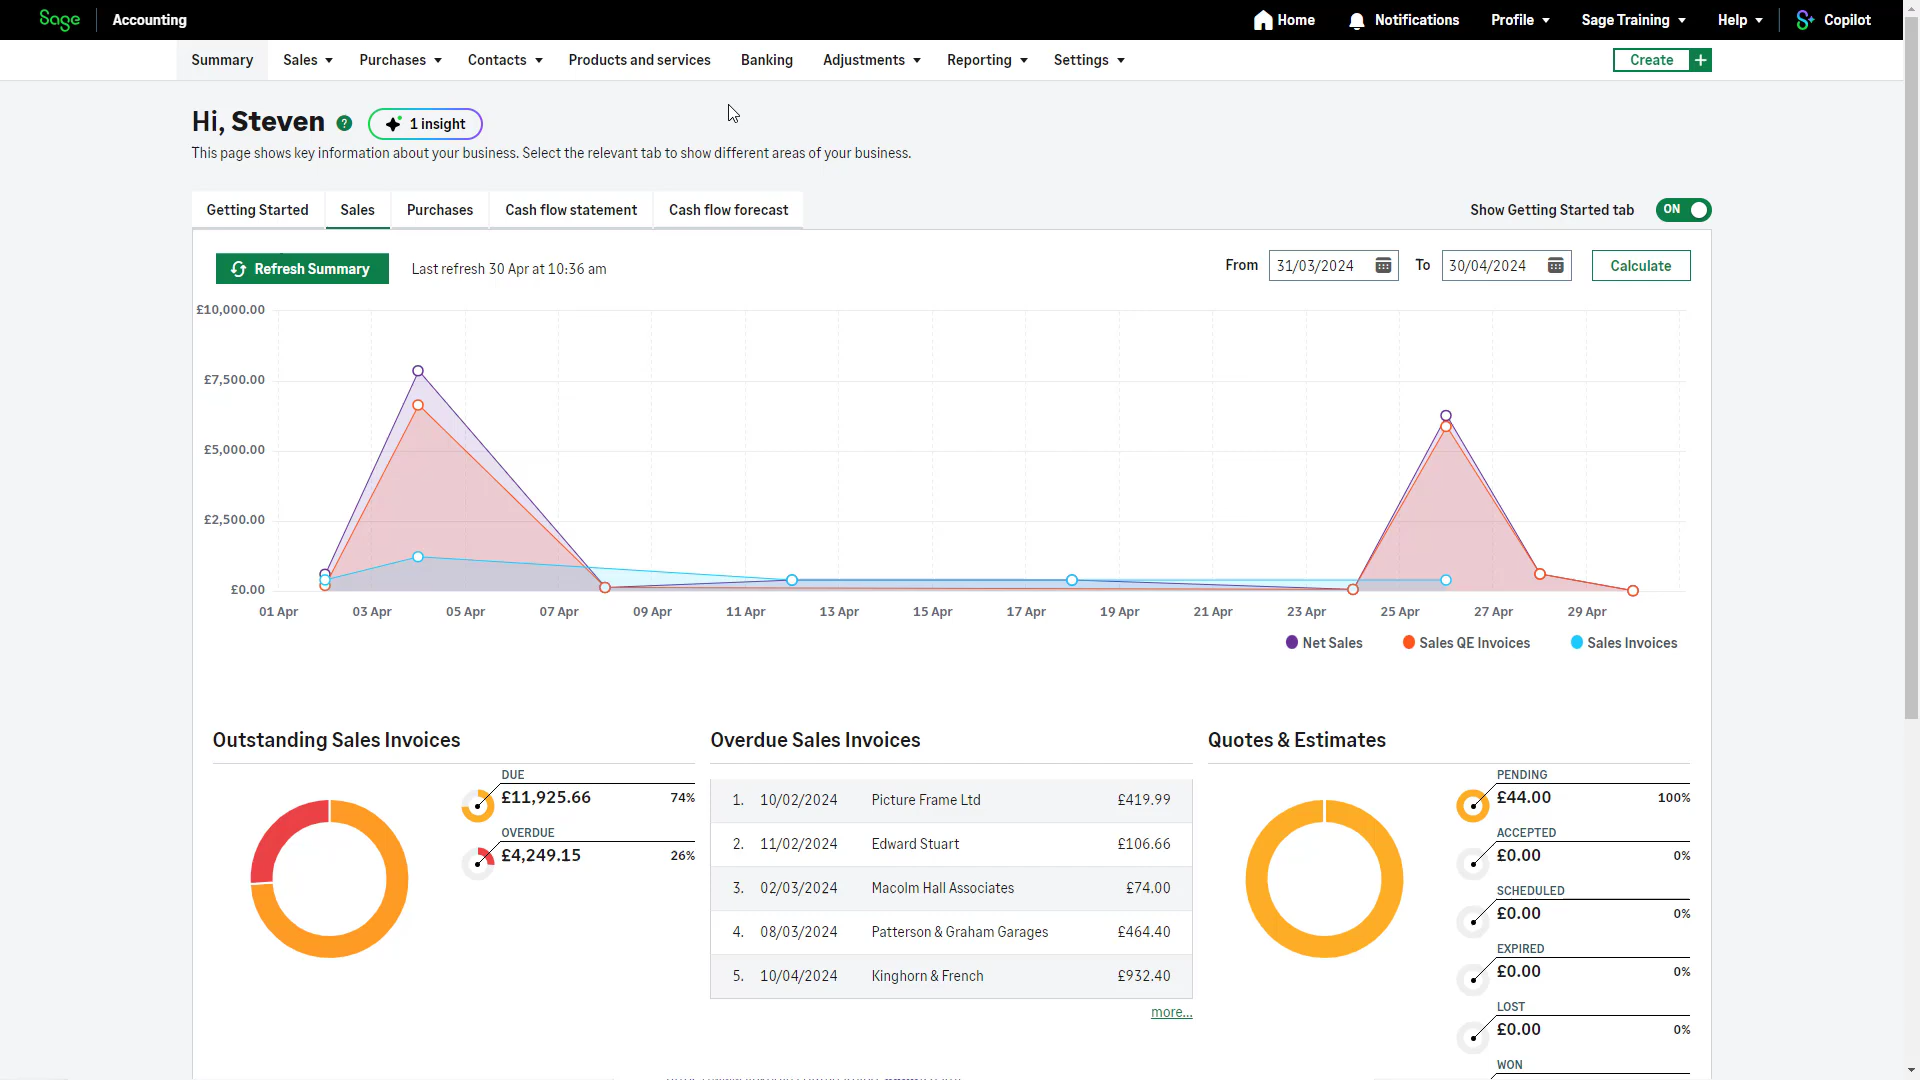 Sage Accounting Home Notifications Profile Sage Training Help Copilot
Summary Sales Purchases Contacts Products and services Banking Adjustments Reporting Settings Create +
Hi, Steven ? 1 insight
This page shows key information about your business. Select the relevant tab to show different areas of your business.
Getting Started Sales Purchases Cash flow statement Cash flow forecast Show Getting Started tab ON
Refresh Summary Last refresh 30 Apr at 10:36 am From 31/03/2024 To 30/04/2024 Calculate
£10,000.00
£7,500.00
£5,000.00
£2,500.00
£0.00
01 Apr 03 Apr 05 Apr 07 Apr 09 Apr 11 Apr 13 Apr 15 Apr 17 Apr 19 Apr 21 Apr 23 Apr 25 Apr 27 Apr 29 Apr
Net Sales Sales QE Invoices Sales Invoices
Outstanding Sales Invoices
DUE
£11,925.66 74%
OVERDUE
£4,249.15 26%
Overdue Sales Invoices
1. 10/02/2024 Picture Frame Ltd £419.99
2. 11/02/2024 Edward Stuart £106.66
3. 02/03/2024 Macolm Hall Associates £74.00
4. 08/03/2024 Patterson & Graham Garages £464.40
5. 10/04/2024 Kinghorn & French £932.40
more...
Quotes & Estimates
PENDING
£44.00 100%
ACCEPTED
£0.00 0%
SCHEDULED
£0.00 0%
EXPIRED
£0.00 0%
LOST
£0.00 0%
WON